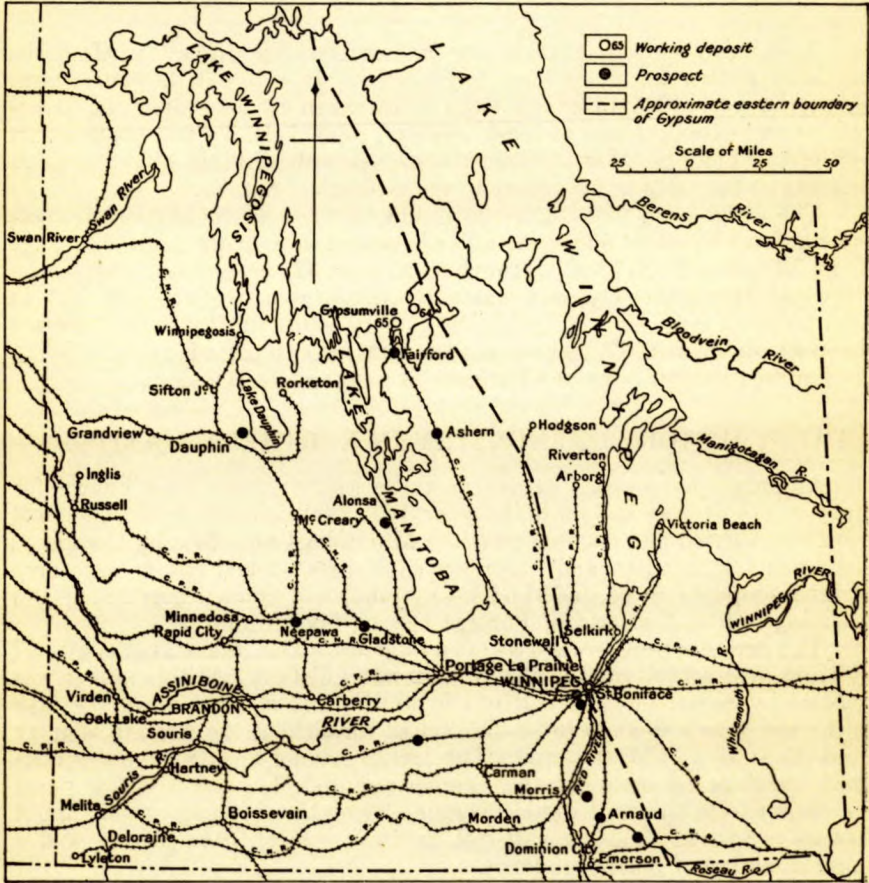 O65 Working deposit
Prospect
Approximate eastern boundary
of Gypsum
Scale of Miles
25 0 25 50
LAKE WINNIPEGOSIS
LAKE WINNIPEG
Swan River
Swan River
Berens River
Bloodvein River
Gypsumville
65
64
Fairford
Winnipegosis
LAKE MANITOBA
C.N.R.
Sifton Jc.
Lake Dauphin
Rorketon
Grandview
Dauphin
Ashern
Hodgson
Riverton
Arborg
Manigotagan R.
Inglis
Russell
Alonsa
McCreary
C.N.R.
Victoria Beach
C.N.R.
C.P.R.
C.N.R.
C.P.R.
C.P.R.
WINNIPEG RIVER
Minnedosa
Rapid City
Neepawa
Gladstone
C.N.R.
Stonewall
Selkirk
C.P.R.
Portage La Prairie
WINNIPEG
St. Boniface
C.P.R.
Virden
ASSINIBOINE RIVER
Oak Lake
BRANDON
Carberry
Whitemouth R.
Souris
C.P.R.
C.P.R.
Hartney
Carman
C.N.R.
Souris R.
Melita
Morris
RED RIVER
Boissevain
Morden
Arnaud
Deloraine
C.P.R.
Dominion City
Lyleton
Emerson
Roseau R.